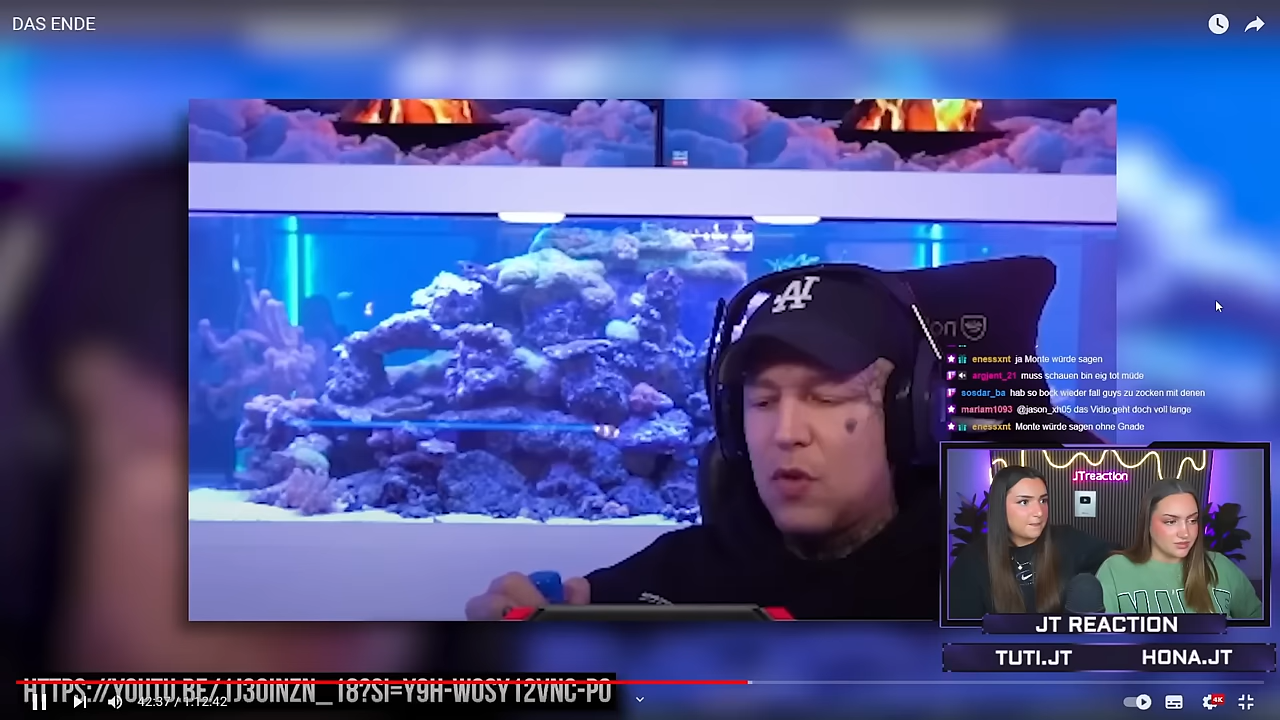 DAS ENDE
enessxnt ja Monte würde sagen
argjent_21 muss schauen bin eig tot müde
sosdar_ba hab so bock wieder fall guys zu zocken mit denen
mariam1093 @jason_xh05 das Vidio geht doch voll lange
enessxnt Monte würde sagen ohne Gnade
JTreaction
JT REACTION
TUTI.JT
HONA.JT
42:37 / 1:12:42
4K